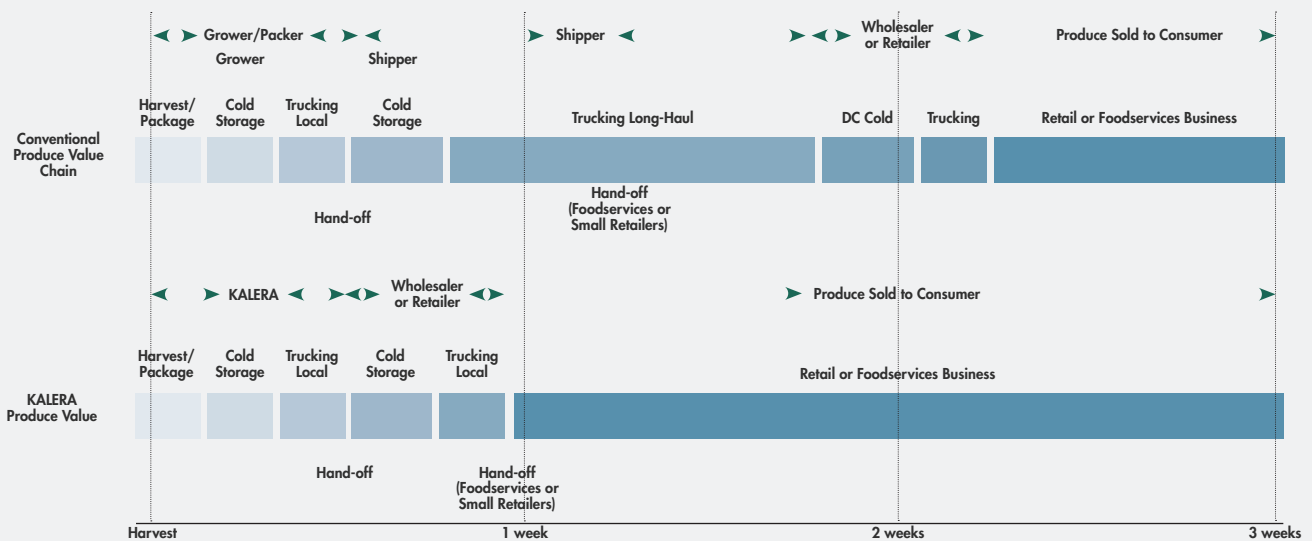 Grower/Packer
Grower
Shipper
Shipper
Wholesaler
or Retailer
Produce Sold to Consumer
Harvest/
Package
Cold
Storage
Trucking
Local
Cold
Storage
Trucking Long-Haul
DC Cold
Trucking
Retail or Foodservices Business
Conventional
Produce Value
Chain
Hand-off
Hand-off
(Foodservices or
Small Retailers)
KALERA
Wholesaler
or Retailer
Produce Sold to Consumer
Harvest/
Package
Cold
Storage
Trucking
Local
Cold
Storage
Trucking
Local
Retail or Foodservices Business
KALERA
Produce Value
Hand-off
Hand-off
(Foodservices or
Small Retailers)
Harvest
1 week
2 weeks
3 weeks